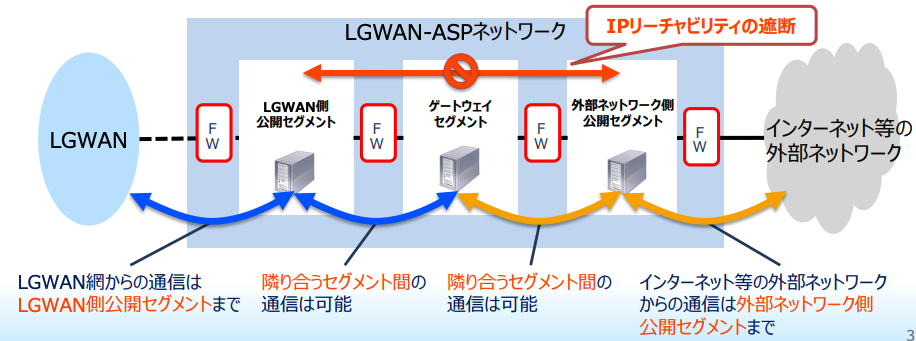 LGWAN-ASPネットワーク
IPリーチャビリティの遮断
LGWAN
F
W
LGWAN側
公開セグメント
F
W
ゲートウェイ
セグメント
F
W
外部ネットワーク側
公開セグメント
F
W
インターネット等の
外部ネットワーク
LGWAN網からの通信は
LGWAN側公開セグメントまで
隣り合うセグメント間の
通信は可能
隣り合うセグメント間の
通信は可能
インターネット等の外部ネットワーク
からの通信は外部ネットワーク側
公開セグメントまで
3